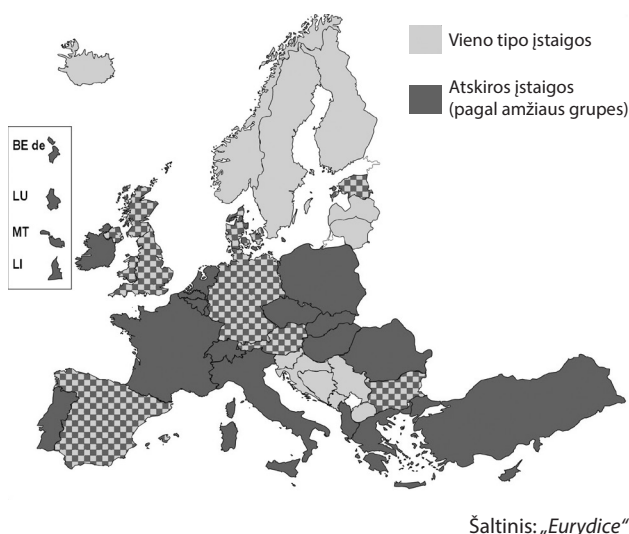 Vieno tipo įstaigos
Atskiros įstaigos
(pagal amžiaus grupes)
BE de
LU
MT
LI
Šaltinis: „Eurydice“